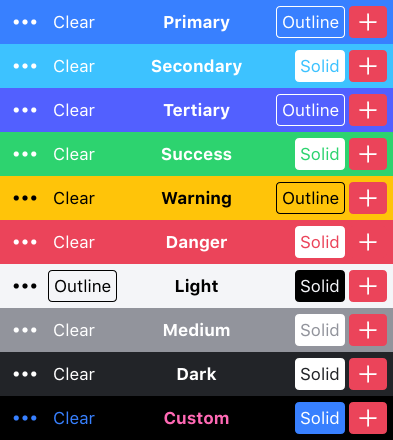 Clear Primary Outline
Clear Secondary Solid
Clear Tertiary Outline
Clear Success Solid
Clear Warning Outline
Clear Danger Solid
Outline Light Solid
Clear Medium Solid
Clear Dark Solid
Clear Custom Solid